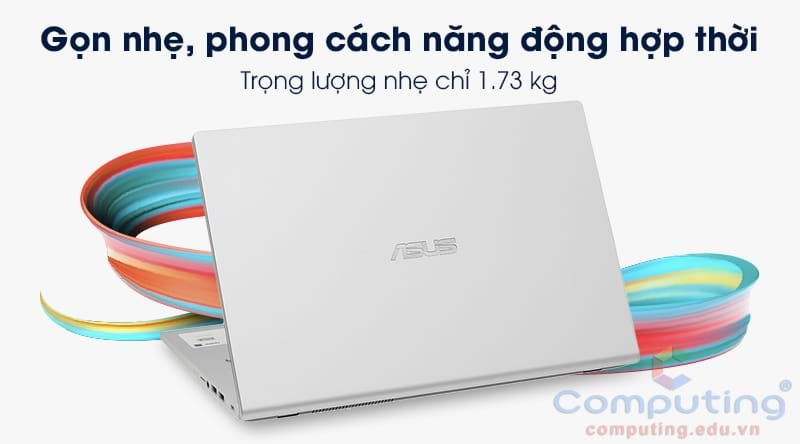 Gọn nhẹ, phong cách năng động hợp thời
Trọng lượng nhẹ chỉ 1.73 kg
ASUS
Computing®
computing.edu.vn